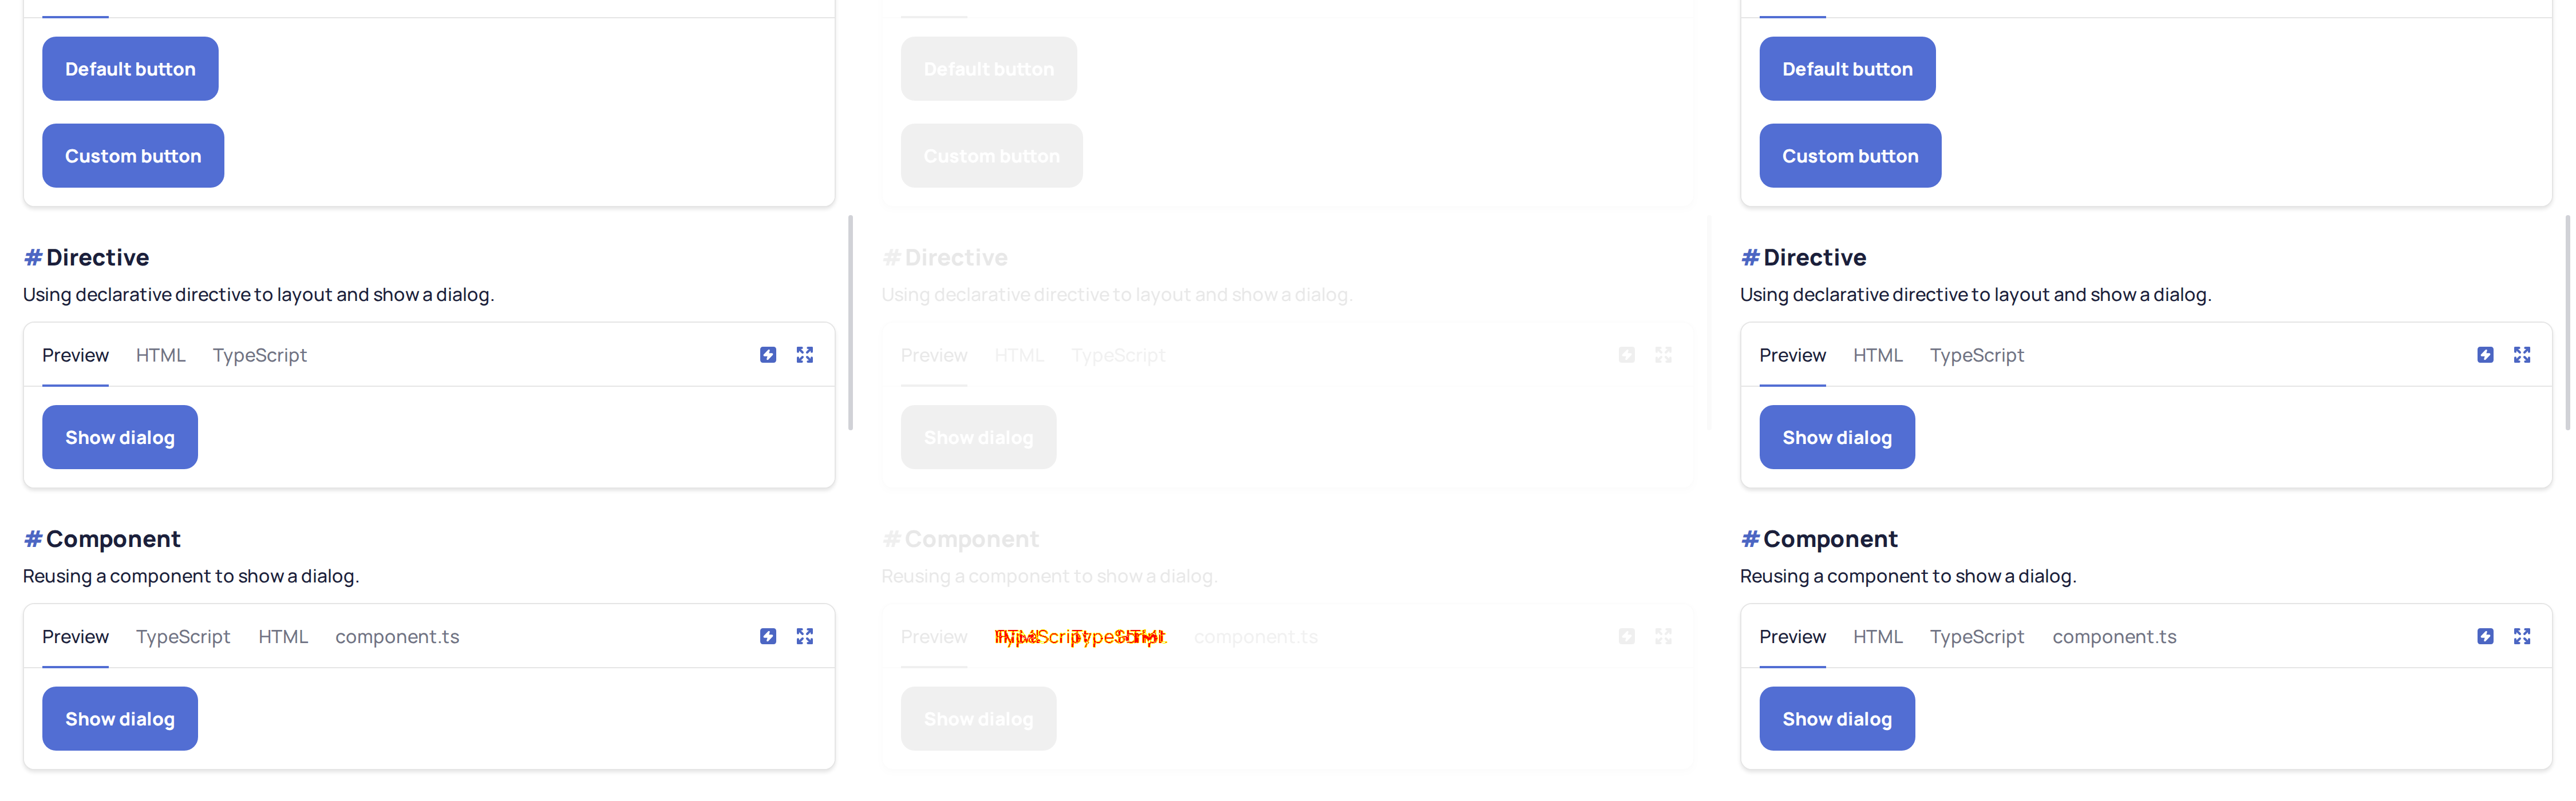 Default button
Custom button
# Directive
Using declarative directive to layout and show a dialog.
Preview HTML TypeScript
Show dialog
# Component
Reusing a component to show a dialog.
Preview TypeScript HTML component.ts
Show dialog
Default button
Custom button
# Directive
Using declarative directive to layout and show a dialog.
Preview HTML TypeScript
Show dialog
# Component
Reusing a component to show a dialog.
Preview component.ts
Show dialog
Default button
Custom button
# Directive
Using declarative directive to layout and show a dialog.
Preview HTML TypeScript
Show dialog
# Component
Reusing a component to show a dialog.
Preview HTML TypeScript component.ts
Show dialog